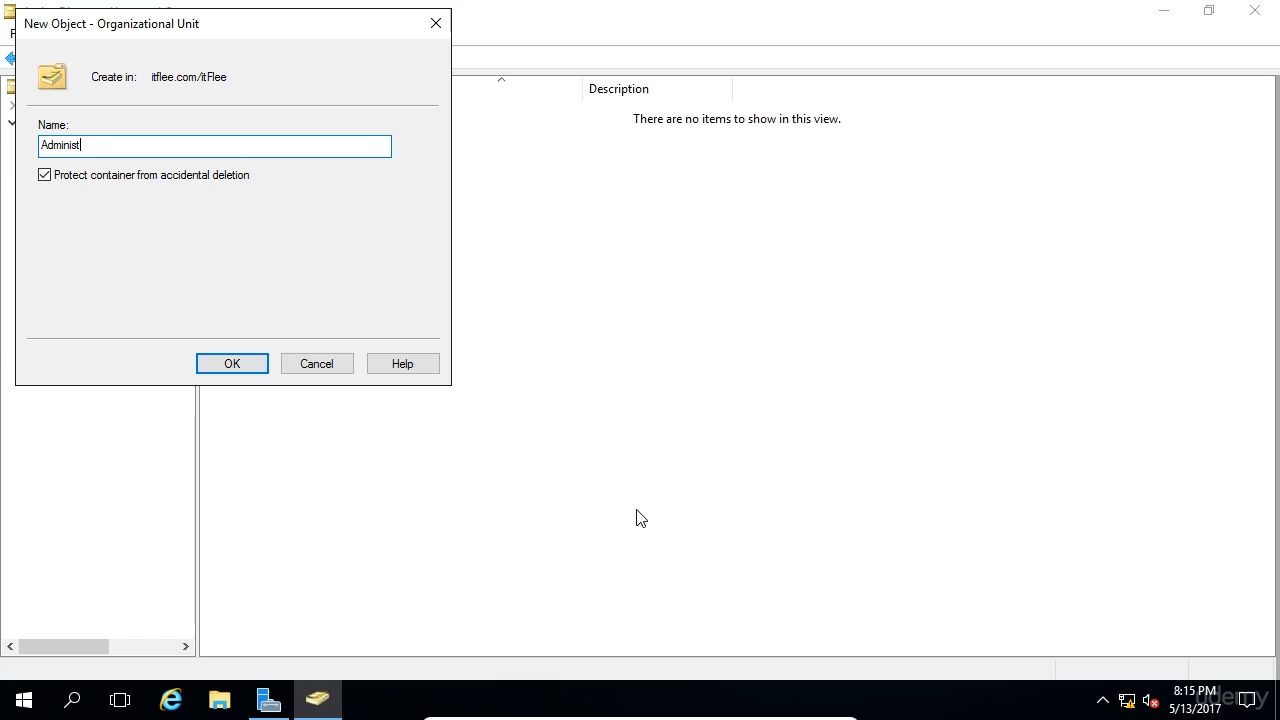 New Object - Organizational Unit
Create in: itflee.com/itFlee
Name:
Administ
Protect container from accidental deletion
OK Cancel Help
Description
There are no items to show in this view.
8:15 PM
5/13/2017
udemy